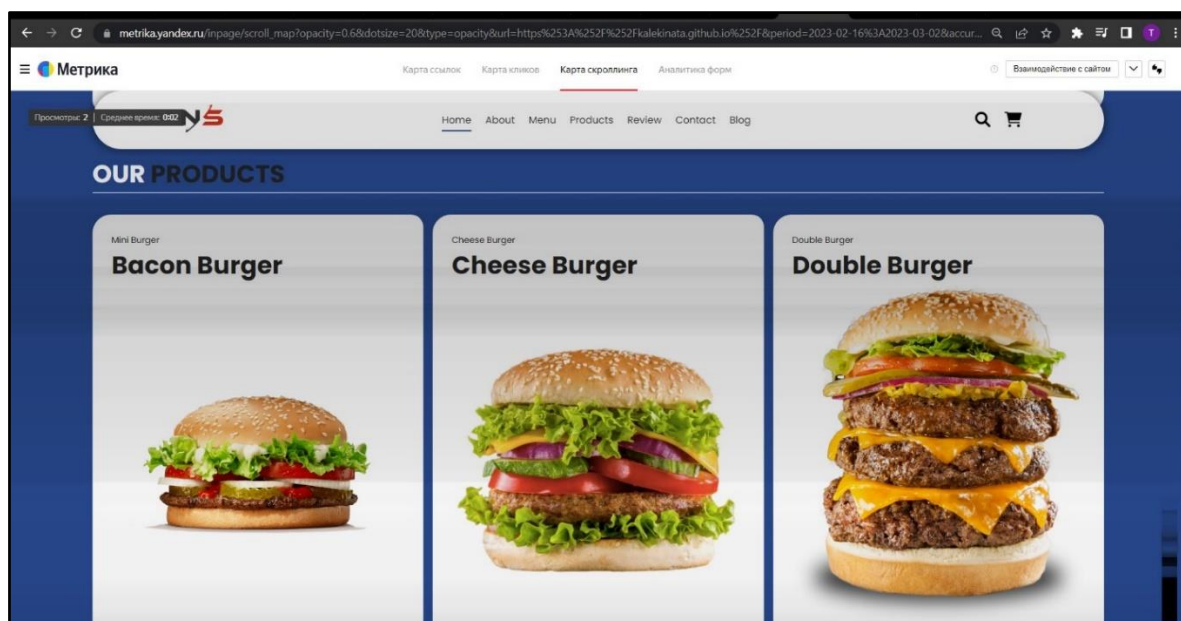 metrika.yandex.ru/inpage/scroll_map?opacity=0.6&dotsize=20&type=opacity&url=https%253A%252F%252Fkalekinata.github.io%252F&period=2023-02-16%3A2023-03-02&accur...
T
Метрика
Карта ссылок Карта кликов Карта скроллинга Аналитика форм
Взаимодействие с сайтом
Просмотры: 2 | Среднее время: 0:02
Home About Menu Products Review Contact Blog
OUR PRODUCTS
Mini Burger
Bacon Burger
Cheese Burger
Cheese Burger
Double Burger
Double Burger